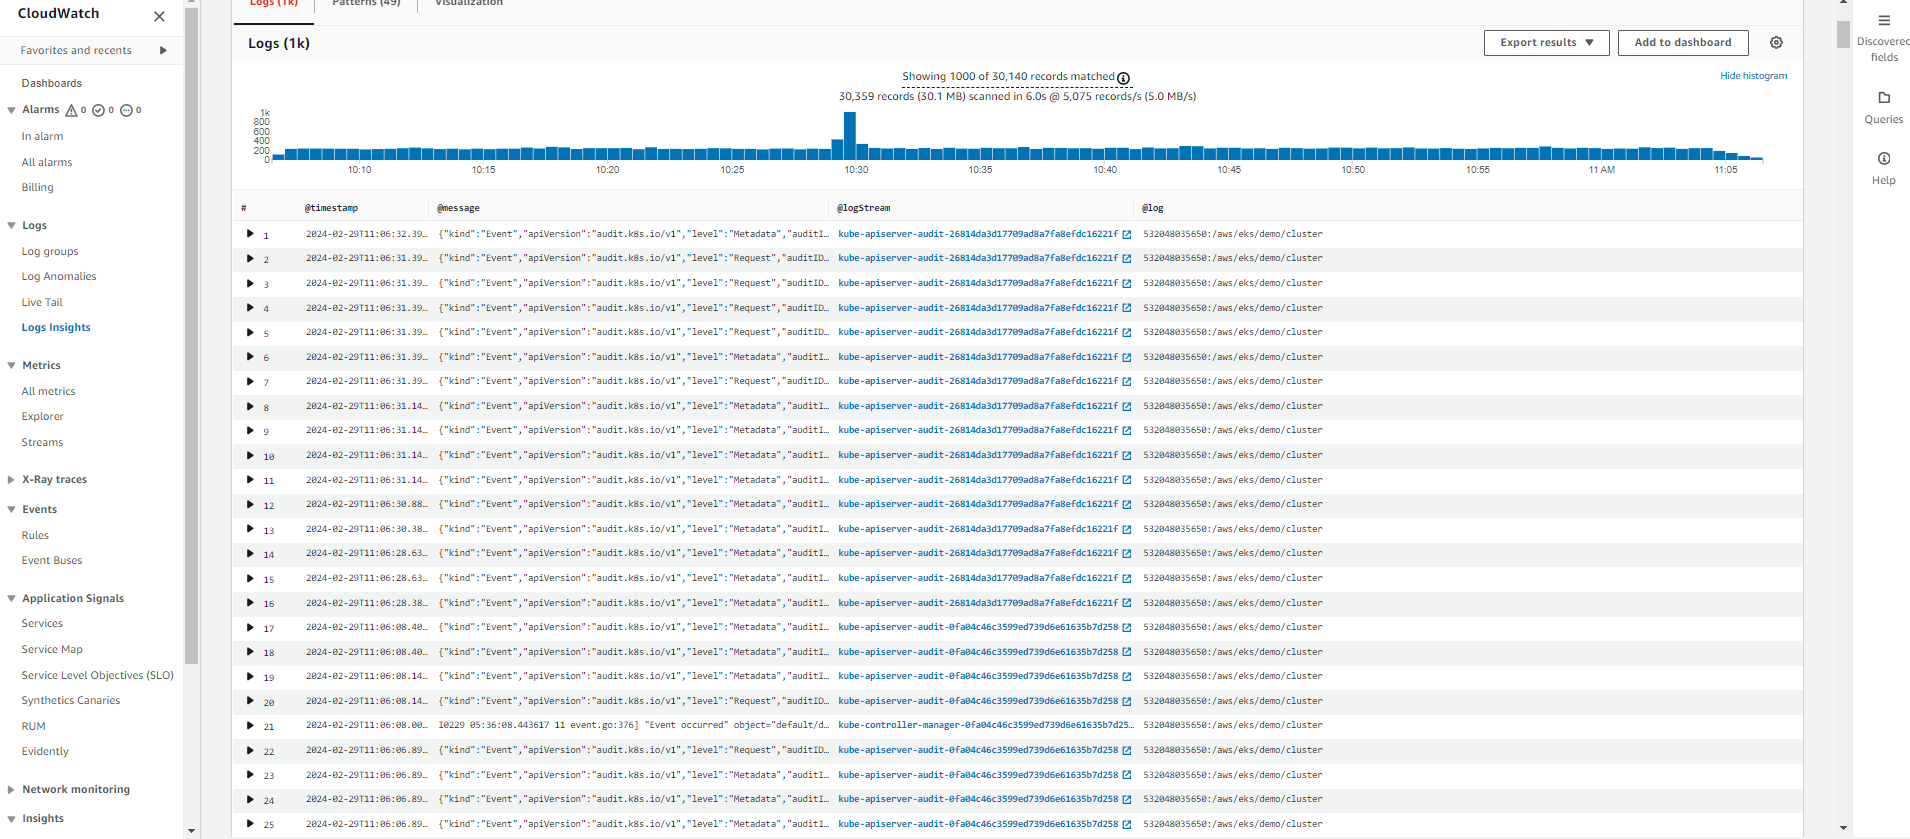 CloudWatch
Favorites and recents
Dashboards
Alarms 0 0 0
In alarm
All alarms
Billing
Logs
Log groups
Log Anomalies
Live Tail
Logs Insights
Metrics
All metrics
Explorer
Streams
X-Ray traces
Events
Rules
Event Buses
Application Signals
Services
Service Map
Service Level Objectives (SLO)
Synthetics Canaries
RUM
Evidently
Network monitoring
Insights
Logs (1k) Patterns (49) Visualization
Logs (1k)
Export results Add to dashboard
Showing 1000 of 30,140 records matched
Hide histogram
30,359 records (30.1 MB) scanned in 6.0s @ 5,075 records/s (5.0 MB/s)
1k
800
600
400
200
0
10:10 10:15 10:20 10:25 10:30 10:35 10:40 10:45 10:50 10:55 11 AM 11:05
# @timestamp @message @logStream @log
1 2024-02-29T11:06:32.39… {"kind":"Event","apiVersion":"audit.k8s.io/v1","level":"Metadata","auditI… kube-apiserver-audit-26814da3d17709ad8a7fa8efdc16221f 532048035650:/aws/eks/demo/cluster
2 2024-02-29T11:06:31.39… {"kind":"Event","apiVersion":"audit.k8s.io/v1","level":"Request","auditID… kube-apiserver-audit-26814da3d17709ad8a7fa8efdc16221f 532048035650:/aws/eks/demo/cluster
3 2024-02-29T11:06:31.39… {"kind":"Event","apiVersion":"audit.k8s.io/v1","level":"Request","auditID… kube-apiserver-audit-26814da3d17709ad8a7fa8efdc16221f 532048035650:/aws/eks/demo/cluster
4 2024-02-29T11:06:31.39… {"kind":"Event","apiVersion":"audit.k8s.io/v1","level":"Request","auditID… kube-apiserver-audit-26814da3d17709ad8a7fa8efdc16221f 532048035650:/aws/eks/demo/cluster
5 2024-02-29T11:06:31.39… {"kind":"Event","apiVersion":"audit.k8s.io/v1","level":"Request","auditID… kube-apiserver-audit-26814da3d17709ad8a7fa8efdc16221f 532048035650:/aws/eks/demo/cluster
6 2024-02-29T11:06:31.39… {"kind":"Event","apiVersion":"audit.k8s.io/v1","level":"Metadata","auditI… kube-apiserver-audit-26814da3d17709ad8a7fa8efdc16221f 532048035650:/aws/eks/demo/cluster
7 2024-02-29T11:06:31.39… {"kind":"Event","apiVersion":"audit.k8s.io/v1","level":"Request","auditID… kube-apiserver-audit-26814da3d17709ad8a7fa8efdc16221f 532048035650:/aws/eks/demo/cluster
8 2024-02-29T11:06:31.14… {"kind":"Event","apiVersion":"audit.k8s.io/v1","level":"Metadata","auditI… kube-apiserver-audit-26814da3d17709ad8a7fa8efdc16221f 532048035650:/aws/eks/demo/cluster
9 2024-02-29T11:06:31.14… {"kind":"Event","apiVersion":"audit.k8s.io/v1","level":"Metadata","auditI… kube-apiserver-audit-26814da3d17709ad8a7fa8efdc16221f 532048035650:/aws/eks/demo/cluster
10 2024-02-29T11:06:31.14… {"kind":"Event","apiVersion":"audit.k8s.io/v1","level":"Metadata","auditI… kube-apiserver-audit-26814da3d17709ad8a7fa8efdc16221f 532048035650:/aws/eks/demo/cluster
11 2024-02-29T11:06:31.14… {"kind":"Event","apiVersion":"audit.k8s.io/v1","level":"Metadata","auditI… kube-apiserver-audit-26814da3d17709ad8a7fa8efdc16221f 532048035650:/aws/eks/demo/cluster
12 2024-02-29T11:06:30.88… {"kind":"Event","apiVersion":"audit.k8s.io/v1","level":"Metadata","auditI… kube-apiserver-audit-26814da3d17709ad8a7fa8efdc16221f 532048035650:/aws/eks/demo/cluster
13 2024-02-29T11:06:30.38… {"kind":"Event","apiVersion":"audit.k8s.io/v1","level":"Metadata","auditI… kube-apiserver-audit-26814da3d17709ad8a7fa8efdc16221f 532048035650:/aws/eks/demo/cluster
14 2024-02-29T11:06:28.63… {"kind":"Event","apiVersion":"audit.k8s.io/v1","level":"Metadata","auditI… kube-apiserver-audit-26814da3d17709ad8a7fa8efdc16221f 532048035650:/aws/eks/demo/cluster
15 2024-02-29T11:06:28.63… {"kind":"Event","apiVersion":"audit.k8s.io/v1","level":"Metadata","auditI… kube-apiserver-audit-26814da3d17709ad8a7fa8efdc16221f 532048035650:/aws/eks/demo/cluster
16 2024-02-29T11:06:28.38… {"kind":"Event","apiVersion":"audit.k8s.io/v1","level":"Metadata","auditI… kube-apiserver-audit-26814da3d17709ad8a7fa8efdc16221f 532048035650:/aws/eks/demo/cluster
17 2024-02-29T11:06:08.40… {"kind":"Event","apiVersion":"audit.k8s.io/v1","level":"Metadata","auditI… kube-apiserver-audit-0fa04c46c3599ed739d6e61635b7d258 532048035650:/aws/eks/demo/cluster
18 2024-02-29T11:06:08.40… {"kind":"Event","apiVersion":"audit.k8s.io/v1","level":"Metadata","auditI… kube-apiserver-audit-0fa04c46c3599ed739d6e61635b7d258 532048035650:/aws/eks/demo/cluster
19 2024-02-29T11:06:08.14… {"kind":"Event","apiVersion":"audit.k8s.io/v1","level":"Metadata","auditI… kube-apiserver-audit-0fa04c46c3599ed739d6e61635b7d258 532048035650:/aws/eks/demo/cluster
20 2024-02-29T11:06:08.14… {"kind":"Event","apiVersion":"audit.k8s.io/v1","level":"Request","auditID… kube-apiserver-audit-0fa04c46c3599ed739d6e61635b7d258 532048035650:/aws/eks/demo/cluster
21 2024-02-29T11:06:08.00… I0229 05:36:08.443617 11 event.go:376] "Event occurred" object="default/d… kube-controller-manager-0fa04c46c3599ed739d6e61635b7d25… 532048035650:/aws/eks/demo/cluster
22 2024-02-29T11:06:06.89… {"kind":"Event","apiVersion":"audit.k8s.io/v1","level":"Request","auditID… kube-apiserver-audit-0fa04c46c3599ed739d6e61635b7d258 532048035650:/aws/eks/demo/cluster
23 2024-02-29T11:06:06.89… {"kind":"Event","apiVersion":"audit.k8s.io/v1","level":"Metadata","auditI… kube-apiserver-audit-0fa04c46c3599ed739d6e61635b7d258 532048035650:/aws/eks/demo/cluster
24 2024-02-29T11:06:06.89… {"kind":"Event","apiVersion":"audit.k8s.io/v1","level":"Metadata","auditI… kube-apiserver-audit-0fa04c46c3599ed739d6e61635b7d258 532048035650:/aws/eks/demo/cluster
25 2024-02-29T11:06:06.89… {"kind":"Event","apiVersion":"audit.k8s.io/v1","level":"Metadata","auditI… kube-apiserver-audit-0fa04c46c3599ed739d6e61635b7d258 532048035650:/aws/eks/demo/cluster
Discovered
fields
Queries
Help